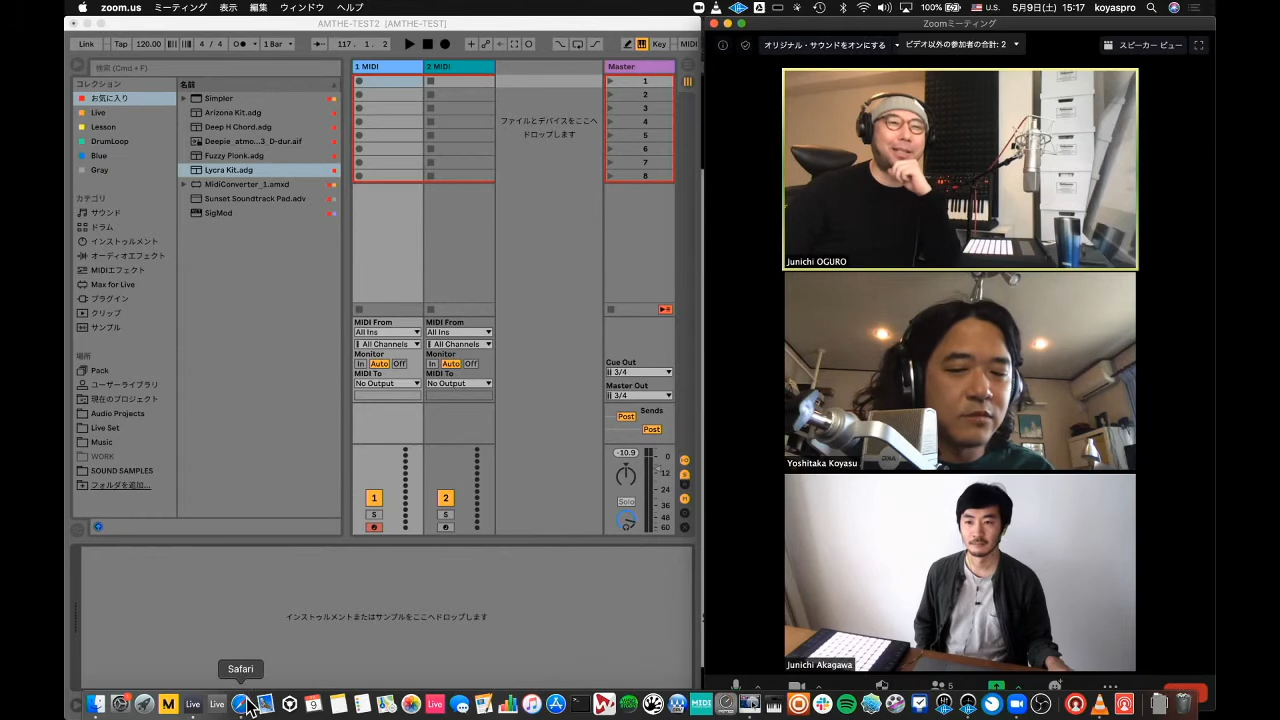 zoom.us ミーティング 表示 編集 ウィンドウ ヘルプ
100% U.S. 5月9日(土) 15:17 koyaspro
AMTHE-TEST2 [AMTHE-TEST]
Link Tap 120.00 4 / 4 1 Bar 117. 1. 2 Key MIDI
検索 (Cmd + F)
コレクション
お気に入り
Live
Lesson
DrumLoop
Blue
Gray
カテゴリ
サウンド
ドラム
インストゥルメント
オーディオエフェクト
MIDIエフェクト
Max for Live
プラグイン
クリップ
サンプル
場所
Pack
ユーザーライブラリ
現在のプロジェクト
Audio Projects
Live Set
Music
WORK
SOUND SAMPLES
フォルダを追加...
名前
Simpler
Arizona Kit.adg
Deep H Chord.adg
Deepie_atmo...3_D-dur.aif
Fuzzy Plonk.adg
Lycra Kit.adg
MidiConverter_1.amxd
Sunset Soundtrack Pad.adv
SigMod
1 MIDI
2 MIDI
ファイルとデバイスをここへ
ドロップします
Master
1
2
3
4
5
6
7
8
MIDI From
All Ins
All Channels
Monitor
In Auto Off
MIDI To
No Output
MIDI From
All Ins
All Channels
Monitor
In Auto Off
MIDI To
No Output
Cue Out
3/4
Master Out
3/4
Sends
Post
Post
1
S
2
S
-10.9
Solo
0
12
24
36
48
60
インストゥルメントまたはサンプルをここへドロップします
Safari
Zoomミーティング
オリジナル・サウンドをオンにする
ビデオ以外の参加者の合計: 2
スピーカー ビュー
Junichi OGURO
AKG
Yoshitaka Koyasu
Junichi Akagawa
5
M
Live
Live
9
Live
MIDI